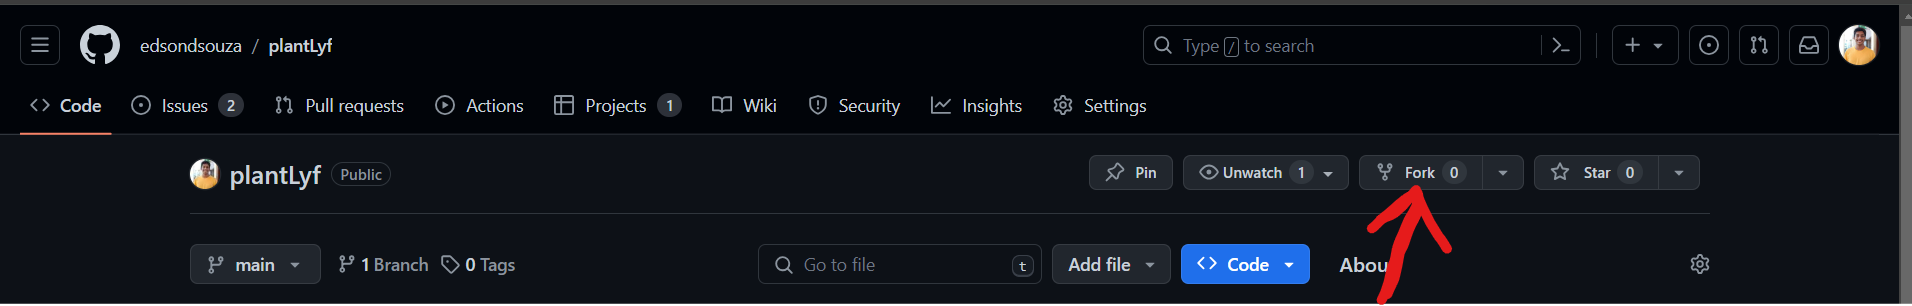 edsondsouza / plantLyf
Type / to search
Code Issues 2 Pull requests Actions Projects 1 Wiki Security Insights Settings
plantLyf Public
Pin Unwatch 1 Fork 0 Star 0
main 1 Branch 0 Tags
Go to file t Add file Code Abou